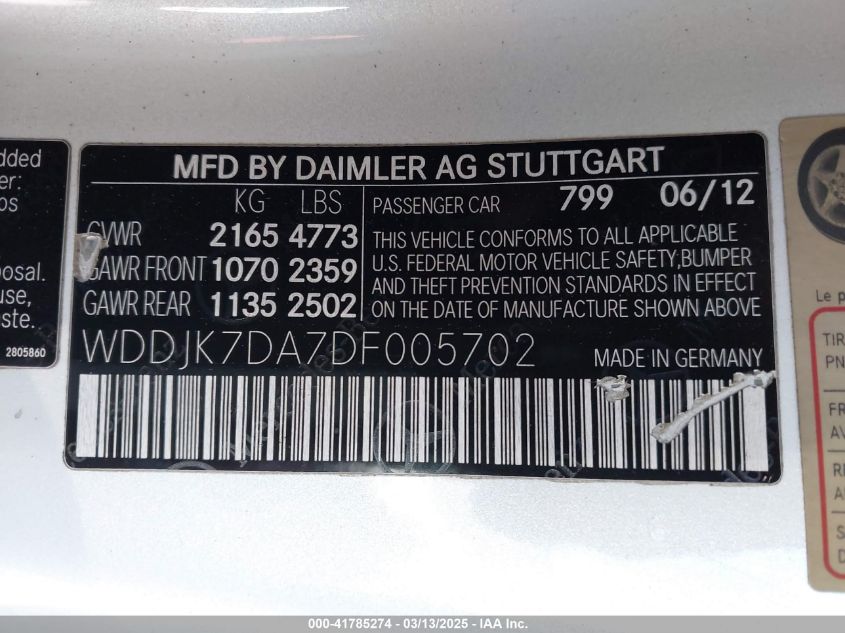 dded
er:
os
posal.
use,
ste.
2805860
MFD BY DAIMLER AG STUTTGART
KG LBS
GVWR 2165 4773
GAWR FRONT 1070 2359
GAWR REAR 1135 2502
PASSENGER CAR 799 06/12
THIS VEHICLE CONFORMS TO ALL APPLICABLE
U.S. FEDERAL MOTOR VEHICLE SAFETY,BUMPER
AND THEFT PREVENTION STANDARDS IN EFFECT
ON THE DATE OF MANUFACTURE SHOWN ABOVE
WDDJK7DA7DF005702 MADE IN GERMANY
Mercedes-Benz
Le p
TIR
PN
FR
AV
RE
AR
S
D
000-41785274 - 03/13/2025 - IAA Inc.